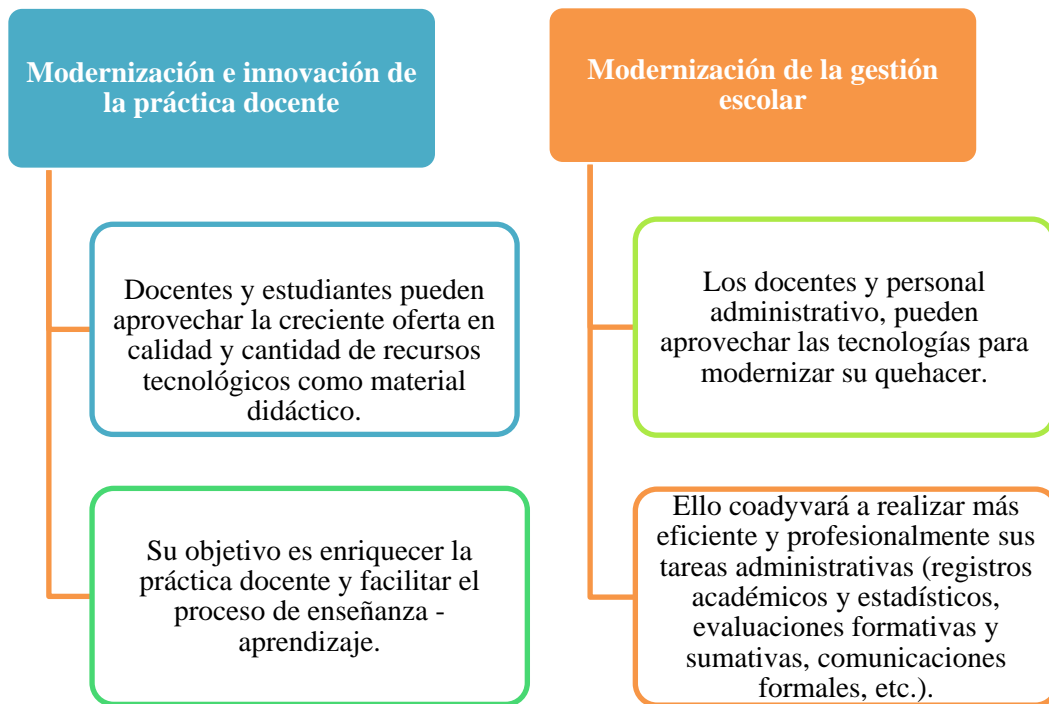 Modernización e innovación de
la práctica docente
Docentes y estudiantes pueden
aprovechar la creciente oferta en
calidad y cantidad de recursos
tecnológicos como material
didáctico.
Su objetivo es enriquecer la
práctica docente y facilitar el
proceso de enseñanza -
aprendizaje.
Modernización de la gestión
escolar
Los docentes y personal
administrativo, pueden
aprovechar las tecnologías para
modernizar su quehacer.
Ello coadyvará a realizar más
eficiente y profesionalmente sus
tareas administrativas (registros
académicos y estadísticos,
evaluaciones formativas y
sumativas, comunicaciones
formales, etc.).